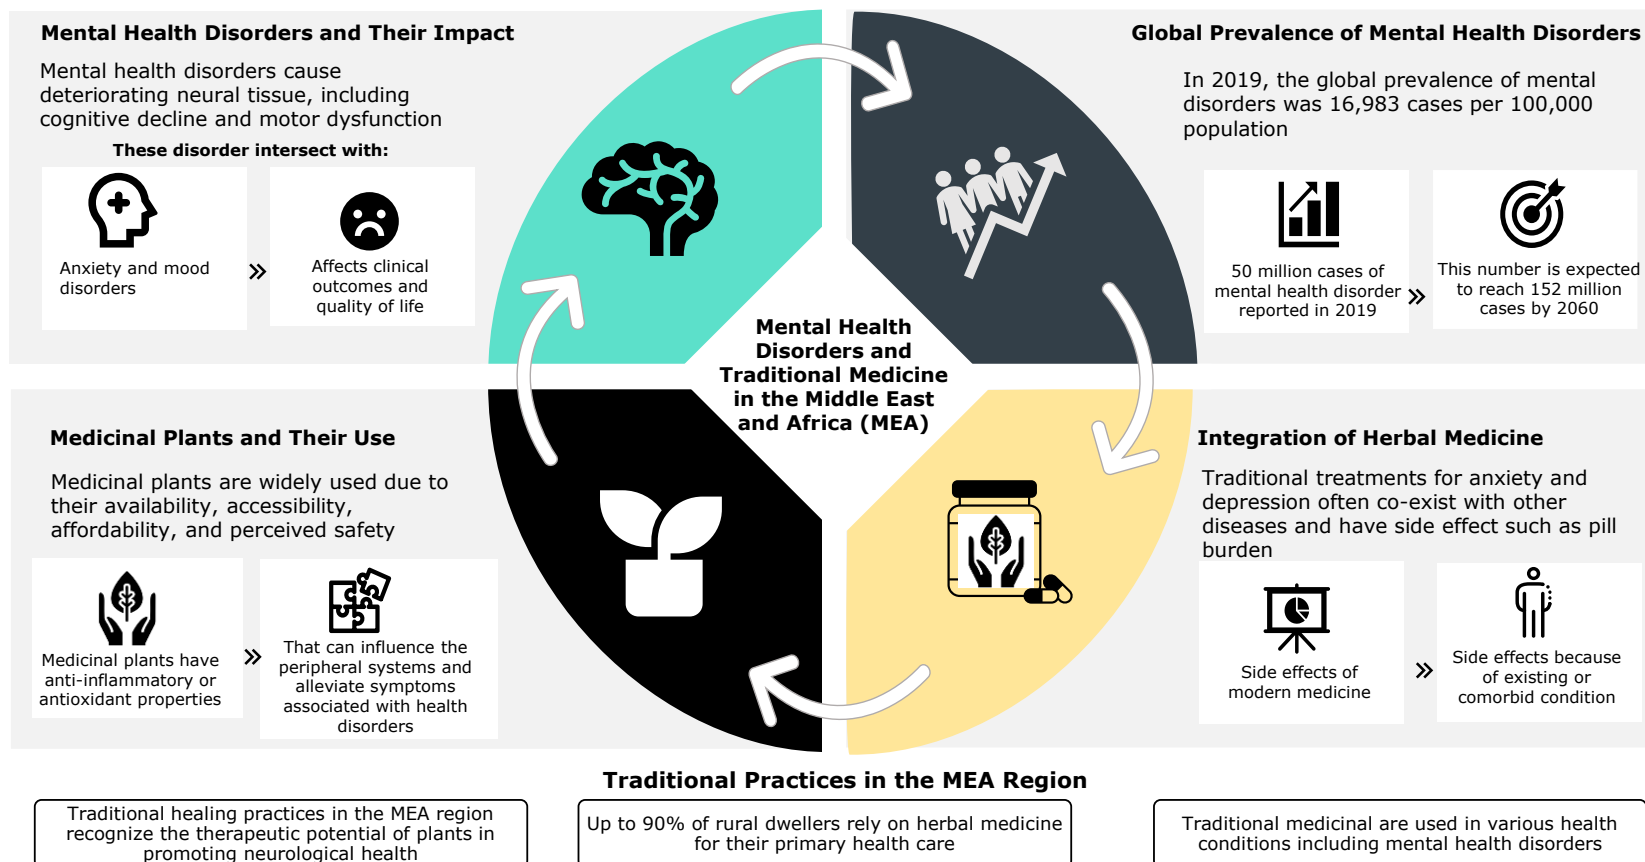 Mental Health Disorders and Their Impact
Mental health disorders cause
deteriorating neural tissue, including
cognitive decline and motor dysfunction
These disorder intersect with:
Anxiety and mood
disorders
Affects clinical
outcomes and
quality of life
Global Prevalence of Mental Health Disorders
In 2019, the global prevalence of mental
disorders was 16,983 cases per 100,000
population
50 million cases of
mental health disorder
reported in 2019
This number is expected
to reach 152 million
cases by 2060
Mental Health
Disorders and
Traditional Medicine
in the Middle East
and Africa (MEA)
Medicinal Plants and Their Use
Medicinal plants are widely used due to
their availability, accessibility,
affordability, and perceived safety
Medicinal plants have
anti-inflammatory or
antioxidant properties
That can influence the
peripheral systems and
alleviate symptoms
associated with health
disorders
Integration of Herbal Medicine
Traditional treatments for anxiety and
depression often co-exist with other
diseases and have side effect such as pill
burden
Side effects of
modern medicine
Side effects because
of existing or
comorbid condition
Traditional Practices in the MEA Region
Traditional healing practices in the MEA region
recognize the therapeutic potential of plants in
promoting neurological health
Up to 90% of rural dwellers rely on herbal medicine
for their primary health care
Traditional medicinal are used in various health
conditions including mental health disorders